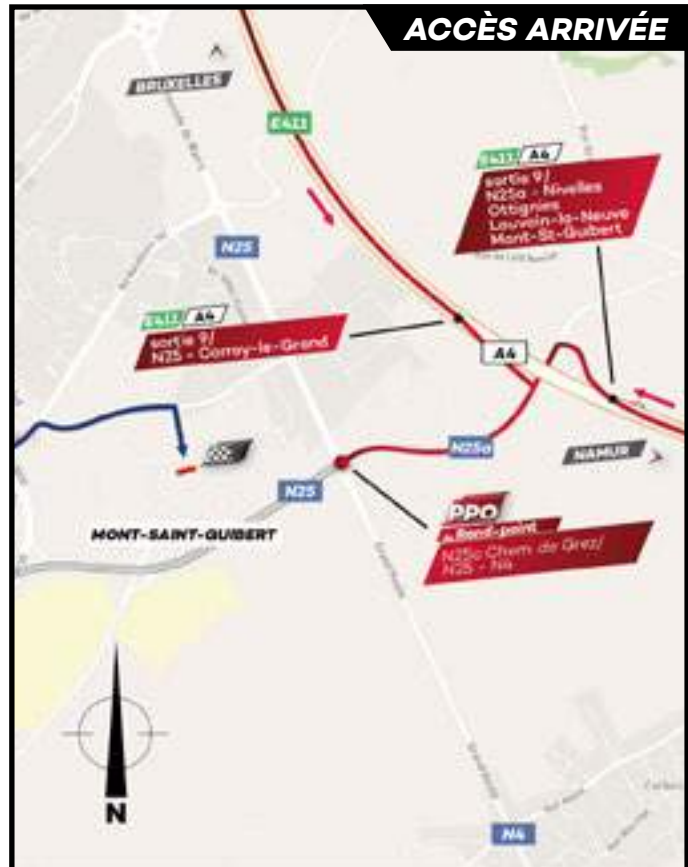 ACCÈS ARRIVÉE
BRUXELLES
E411
E411 A4
sortie 9/
N25a - Nivelles
Ottignies
Louvain-la-Neuve
Mont-St-Guibert
N25
E411 A4
sortie 9/
N25 - Corroy-le-Grand
A4
N25a
NAMUR
N25
PPO
Rond-point
N25a Chem de Grez/
N25 - N4
MONT-SAINT-GUIBERT
N
N4